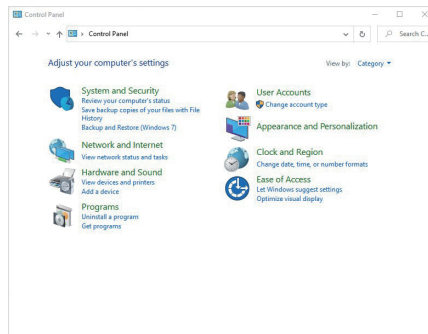 Control Panel
Control Panel
Search C...
Adjust your computer's settings
View by: Category
System and Security
Review your computer's status
Save backup copies of your files with File
History
Backup and Restore (Windows 7)
Network and Internet
View network status and tasks
Hardware and Sound
View devices and printers
Add a device
Programs
Uninstall a program
Get programs
User Accounts
Change account type
Appearance and Personalization
Clock and Region
Change date, time, or number formats
Ease of Access
Let Windows suggest settings
Optimize visual display